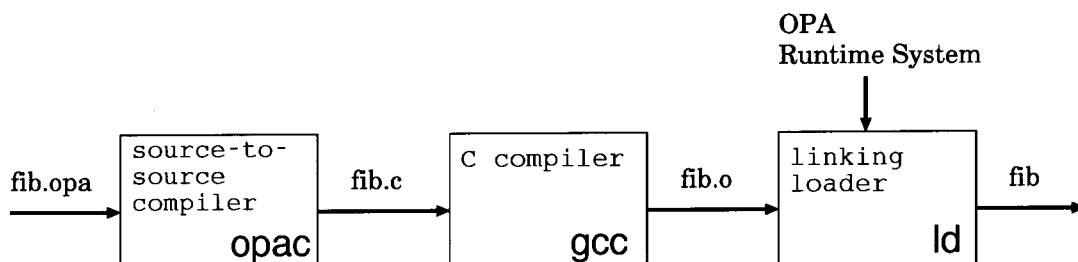 OPA
Runtime System
fib.opa
source-to-
source
compiler
opac
fib.c
C compiler
gcc
fib.o
linking
loader
ld
fib